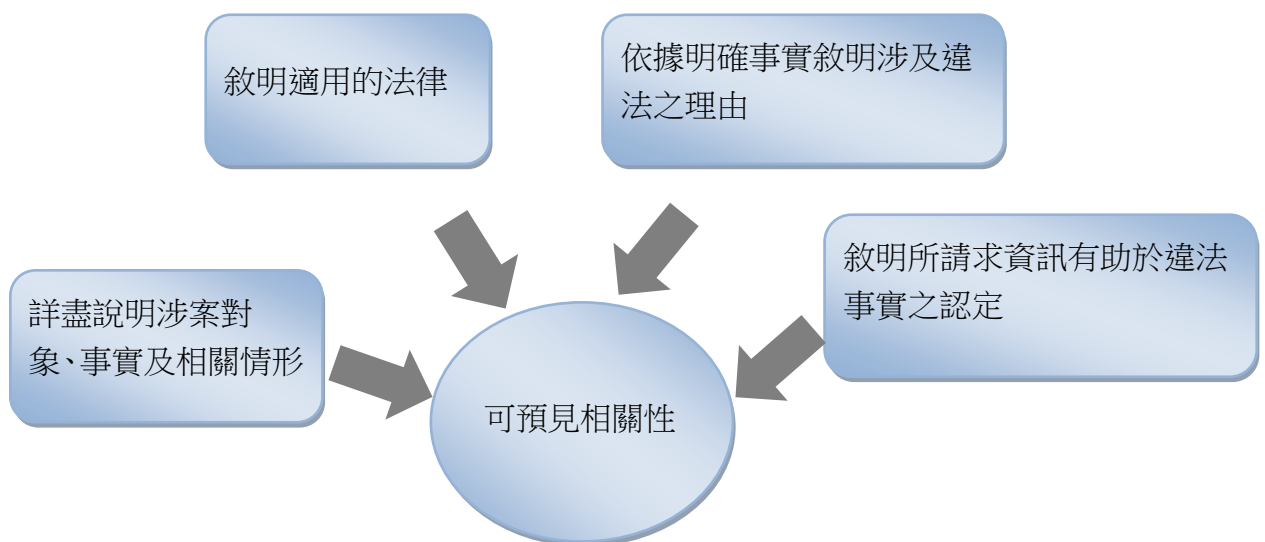 敘明適用的法律
依據明確事實敘明涉及違
法之理由
詳盡說明涉案對
象、事實及相關情形
敘明所請求資訊有助於違法
事實之認定
可預見相關性